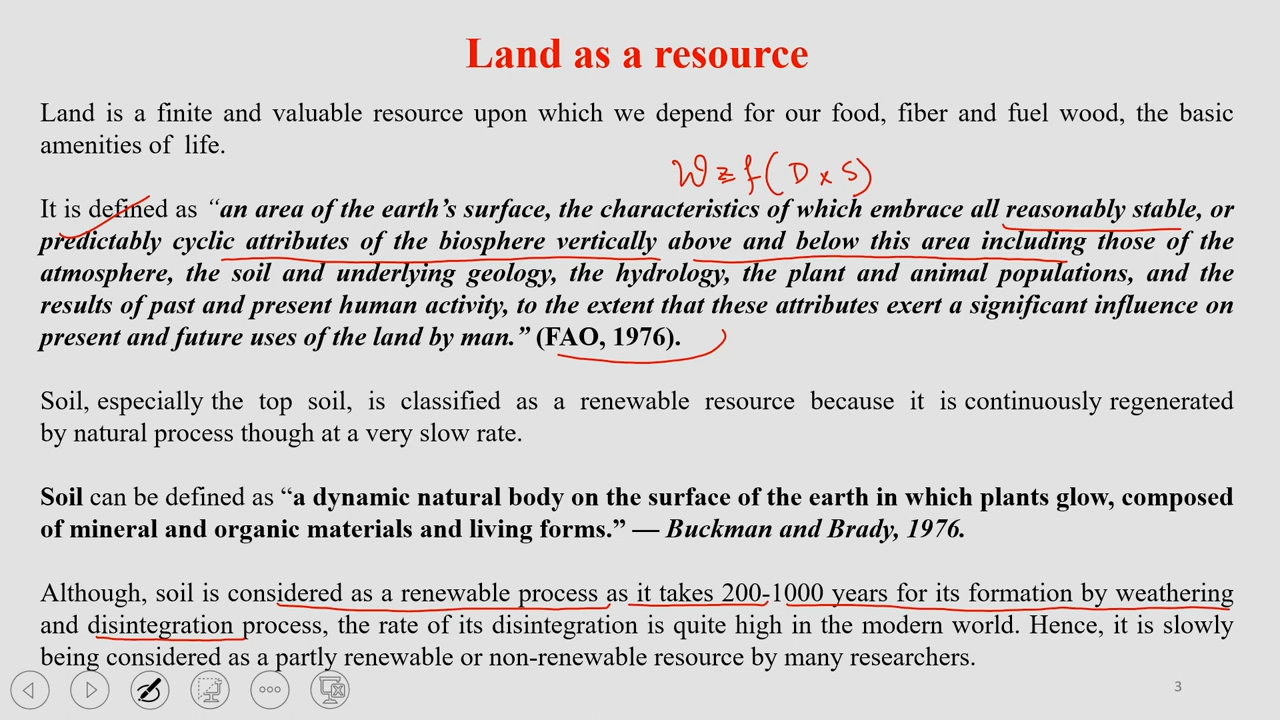 Land as a resource
Land is a finite and valuable resource upon which we depend for our food, fiber and fuel wood, the basic
amenities of life.
W = f ( D x S )
It is defined as “an area of the earth’s surface, the characteristics of which embrace all reasonably stable, or
predictably cyclic attributes of the biosphere vertically above and below this area including those of the
atmosphere, the soil and underlying geology, the hydrology, the plant and animal populations, and the
results of past and present human activity, to the extent that these attributes exert a significant influence on
present and future uses of the land by man.” (FAO, 1976).
Soil, especially the top soil, is classified as a renewable resource because it is continuously regenerated
by natural process though at a very slow rate.
Soil can be defined as “a dynamic natural body on the surface of the earth in which plants glow, composed
of mineral and organic materials and living forms.” — Buckman and Brady, 1976.
Although, soil is considered as a renewable process as it takes 200-1000 years for its formation by weathering
and disintegration process, the rate of its disintegration is quite high in the modern world. Hence, it is slowly
being considered as a partly renewable or non-renewable resource by many researchers.
3